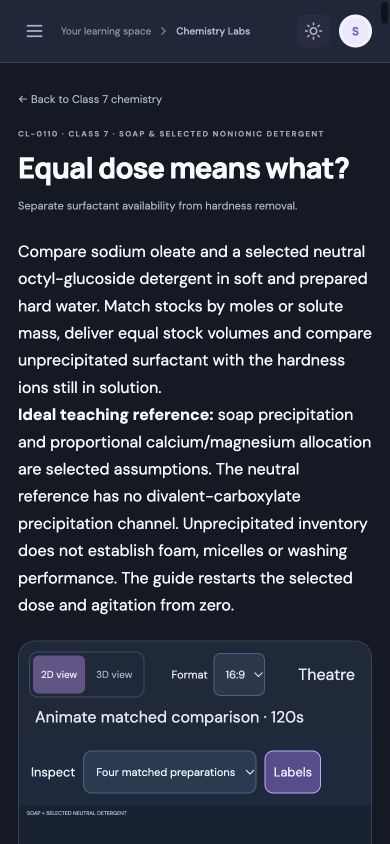 Your learning space > Chemistry Labs
S
← Back to Class 7 chemistry
CL-0110 · CLASS 7 · SOAP & SELECTED NONIONIC DETERGENT
Equal dose means what?
Separate surfactant availability from hardness removal.
Compare sodium oleate and a selected neutral
octyl-glucoside detergent in soft and prepared
hard water. Match stocks by moles or solute
mass, deliver equal stock volumes and compare
unprecipitated surfactant with the hardness
ions still in solution.
Ideal teaching reference: soap precipitation
and proportional calcium/magnesium allocation
are selected assumptions. The neutral
reference has no divalent-carboxylate
precipitation channel. Unprecipitated inventory
does not establish foam, micelles or washing
performance. The guide restarts the selected
dose and agitation from zero.
2D view 3D view Format 16:9 Theatre
Animate matched comparison · 120s
Inspect Four matched preparations Labels
SOAP × SELECTED NEUTRAL DETERGENT